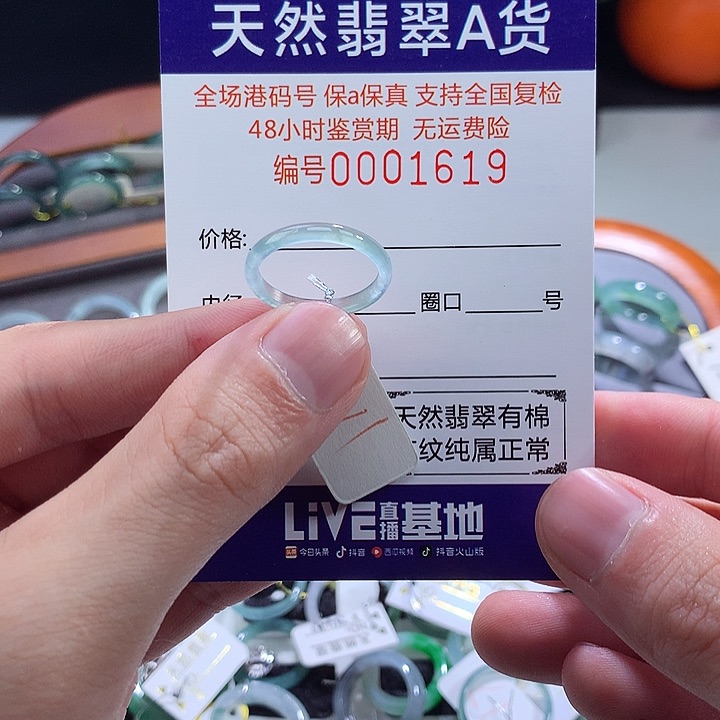 天然翡翠A货
全场港码号 保a保真 支持全国复检
48小时鉴赏期 无运费险
编号0001619
价格:
内径 圈口 号
天然翡翠有棉
纹纯属正常
LiVE直播基地
今日头条 抖音 西瓜视频 抖音火山版